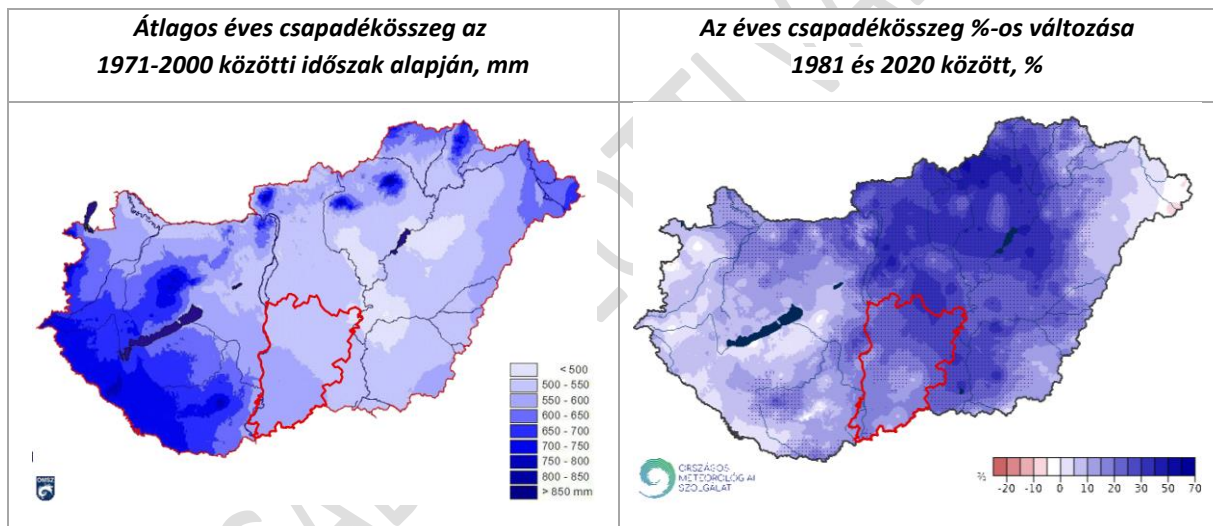 Átlagos éves csapadékösszeg az
1971-2000 közötti időszak alapján, mm
Az éves csapadékösszeg %-os változása
1981 és 2020 között, %
< 500
500 - 550
550 - 600
600 - 650
650 - 700
700 - 750
750 - 800
800 - 850
> 850 mm
OMSZ
ORSZÁGOS
METEOROLÓGIAI
SZOLGÁLAT
%
-20 -10 0 5 10 20 30 50 70